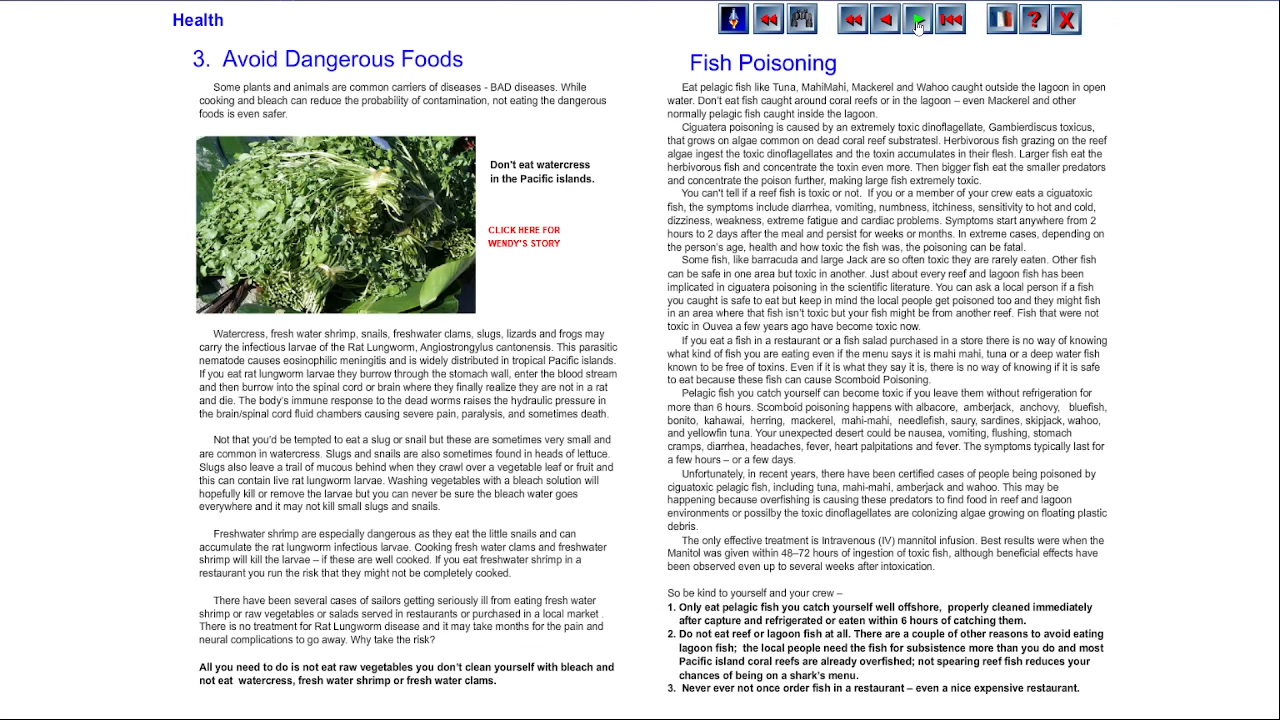 Health
3. Avoid Dangerous Foods
Some plants and animals are common carriers of diseases - BAD diseases. While
cooking and bleach can reduce the probability of contamination, not eating the dangerous
foods is even safer.
Don't eat watercress
in the Pacific islands.
CLICK HERE FOR
WENDY'S STORY
Watercress, fresh water shrimp, snails, freshwater clams, slugs, lizards and frogs may
carry the infectious larvae of the Rat Lungworm, Angiostrongylus cantonensis. This parasitic
nematode causes eosinophilic meningitis and is widely distributed in tropical Pacific islands.
If you eat rat lungworm larvae they burrow through the stomach wall, enter the blood stream
and then burrow into the spinal cord or brain where they finally realize they are not in a rat
and die. The body's immune response to the dead worms raises the hydraulic pressure in
the brain/spinal cord fluid chambers causing severe pain, paralysis, and sometimes death.
Not that you'd be tempted to eat a slug or snail but these are sometimes very small and
are common in watercress. Slugs and snails are also sometimes found in heads of lettuce.
Slugs also leave a trail of mucous behind when they crawl over a vegetable leaf or fruit and
this can contain live rat lungworm larvae. Washing vegetables with a bleach solution will
hopefully kill or remove the larvae but you can never be sure the bleach water goes
everywhere and it may not kill small slugs and snails.
Freshwater shrimp are especially dangerous as they eat the little snails and can
accumulate the rat lungworm infectious larvae. Cooking fresh water clams and freshwater
shrimp will kill the larvae – if these are well cooked. If you eat freshwater shrimp in a
restaurant you run the risk that they might not be completely cooked.
There have been several cases of sailors getting seriously ill from eating fresh water
shrimp or raw vegetables or salads served in restaurants or purchased in a local market .
There is no treatment for Rat Lungworm disease and it may take months for the pain and
neural complications to go away. Why take the risk?
All you need to do is not eat raw vegetables you don't clean yourself with bleach and
not eat watercress, fresh water shrimp or fresh water clams.
Fish Poisoning
Eat pelagic fish like Tuna, MahiMahi, Mackerel and Wahoo caught outside the lagoon in open
water. Don't eat fish caught around coral reefs or in the lagoon – even Mackerel and other
normally pelagic fish caught inside the lagoon.
Ciguatera poisoning is caused by an extremely toxic dinoflagellate, Gambierdiscus toxicus,
that grows on algae common on dead coral reef substratesl. Herbivorous fish grazing on the reef
algae ingest the toxic dinoflagellates and the toxin accumulates in their flesh. Larger fish eat the
herbivorous fish and concentrate the toxin even more. Then bigger fish eat the smaller predators
and concentrate the poison further, making large fish extremely toxic.
You can't tell if a reef fish is toxic or not. If you or a member of your crew eats a ciguatoxic
fish, the symptoms include diarrhea, vomiting, numbness, itchiness, sensitivity to hot and cold,
dizziness, weakness, extreme fatigue and cardiac problems. Symptoms start anywhere from 2
hours to 2 days after the meal and persist for weeks or months. In extreme cases, depending on
the person's age, health and how toxic the fish was, the poisoning can be fatal.
Some fish, like barracuda and large Jack are so often toxic they are rarely eaten. Other fish
can be safe in one area but toxic in another. Just about every reef and lagoon fish has been
implicated in ciguatera poisoning in the scientific literature. You can ask a local person if a fish
you caught is safe to eat but keep in mind the local people get poisoned too and they might fish
in an area where that fish isn't toxic but your fish might be from another reef. Fish that were not
toxic in Ouvea a few years ago have become toxic now.
If you eat a fish in a restaurant or a fish salad purchased in a store there is no way of knowing
what kind of fish you are eating even if the menu says it is mahi mahi, tuna or a deep water fish
known to be free of toxins. Even if it is what they say it is, there is no way of knowing if it is safe
to eat because these fish can cause Scomboid Poisoning.
Pelagic fish you catch yourself can become toxic if you leave them without refrigeration for
more than 6 hours. Scomboid poisoning happens with albacore, amberjack, anchovy, bluefish,
bonito, kahawai, herring, mackerel, mahi-mahi, needlefish, saury, sardines, skipjack, wahoo,
and yellowfin tuna. Your unexpected desert could be nausea, vomiting, flushing, stomach
cramps, diarrhea, headaches, fever, heart palpitations and fever. The symptoms typically last for
a few hours – or a few days.
Unfortunately, in recent years, there have been certified cases of people being poisoned by
ciguatoxic pelagic fish, including tuna, mahi-mahi, amberjack and wahoo. This may be
happening because overfishing is causing these predators to find food in reef and lagoon
environments or possilby the toxic dinoflagellates are colonizing algae growing on floating plastic
debris.
The only effective treatment is Intravenous (IV) mannitol infusion. Best results were when the
Manitol was given within 48–72 hours of ingestion of toxic fish, although beneficial effects have
been observed even up to several weeks after intoxication.
So be kind to yourself and your crew –
1. Only eat pelagic fish you catch yourself well offshore, properly cleaned immediately
after capture and refrigerated or eaten within 6 hours of catching them.
2. Do not eat reef or lagoon fish at all. There are a couple of other reasons to avoid eating
lagoon fish; the local people need the fish for subsistence more than you do and most
Pacific island coral reefs are already overfished; not spearing reef fish reduces your
chances of being on a shark's menu.
3. Never ever not once order fish in a restaurant – even a nice expensive restaurant.